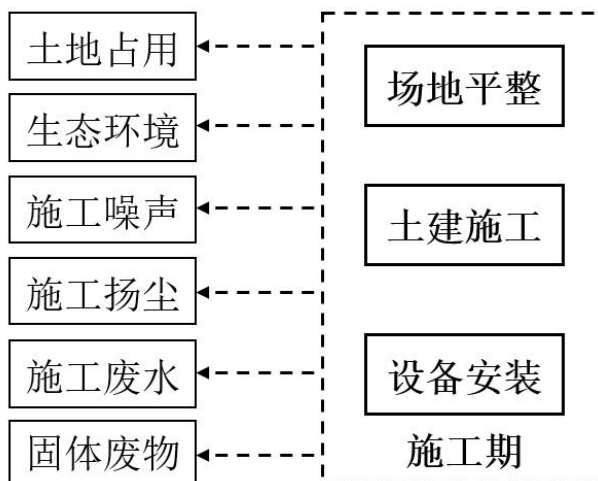 土地占用
生态环境
施工噪声
施工扬尘
施工废水
固体废物
场地平整
土建施工
设备安装
施工期